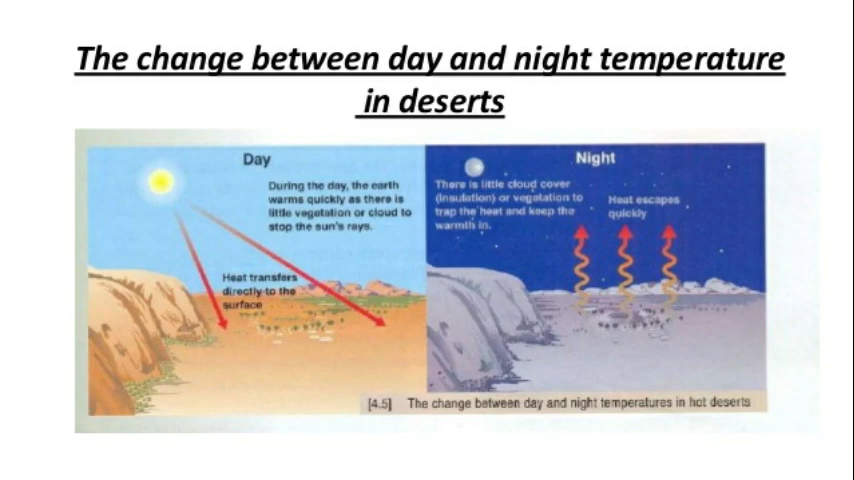 The change between day and night temperature
in deserts
Day
During the day, the earth
warms quickly as there is
little vegetation or cloud to
stop the sun's rays.
Heat transfers
directly to the
surface
Night
There is little cloud cover
(insulation) or vegatation to
trap the heat and keep the
warmth in.
Heat escapes
quickly
[4.5] The change between day and night temperatures in hot deserts